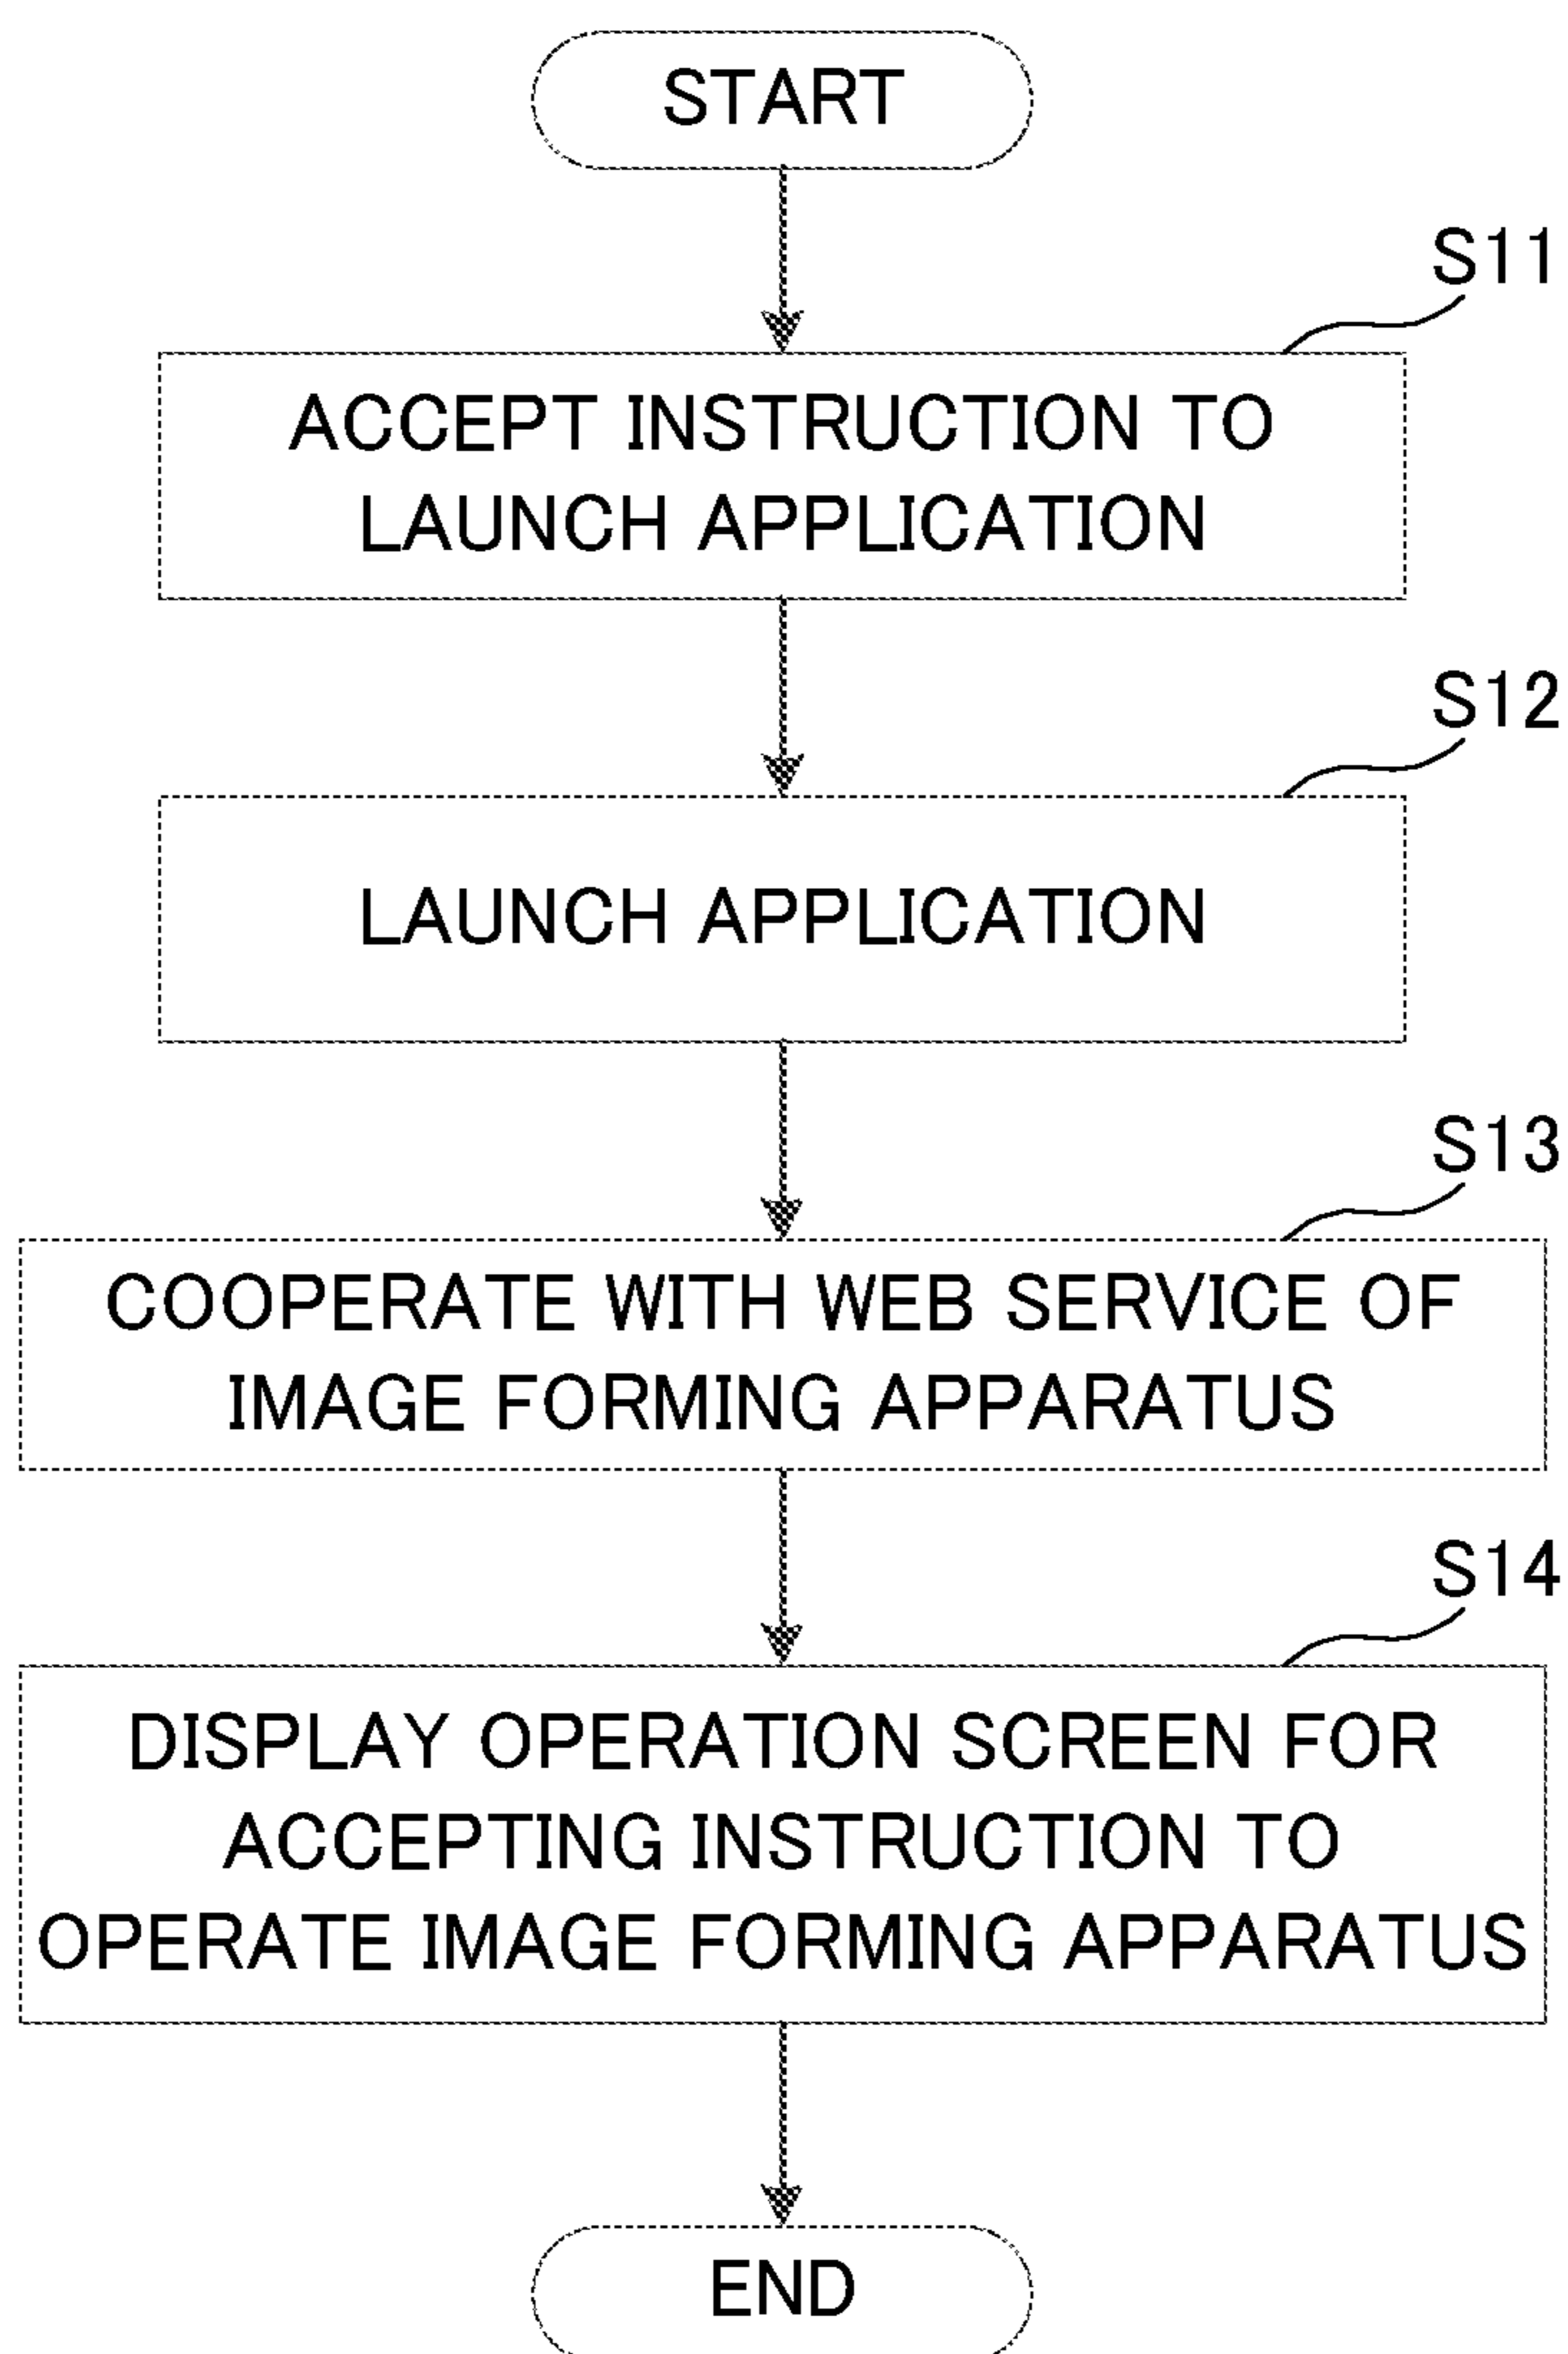 START
S11
ACCEPT INSTRUCTION TO
LAUNCH APPLICATION
S12
LAUNCH APPLICATION
S13
COOPERATE WITH WEB SERVICE OF
IMAGE FORMING APPARATUS
S14
DISPLAY OPERATION SCREEN FOR
ACCEPTING INSTRUCTION TO
OPERATE IMAGE FORMING APPARATUS
END